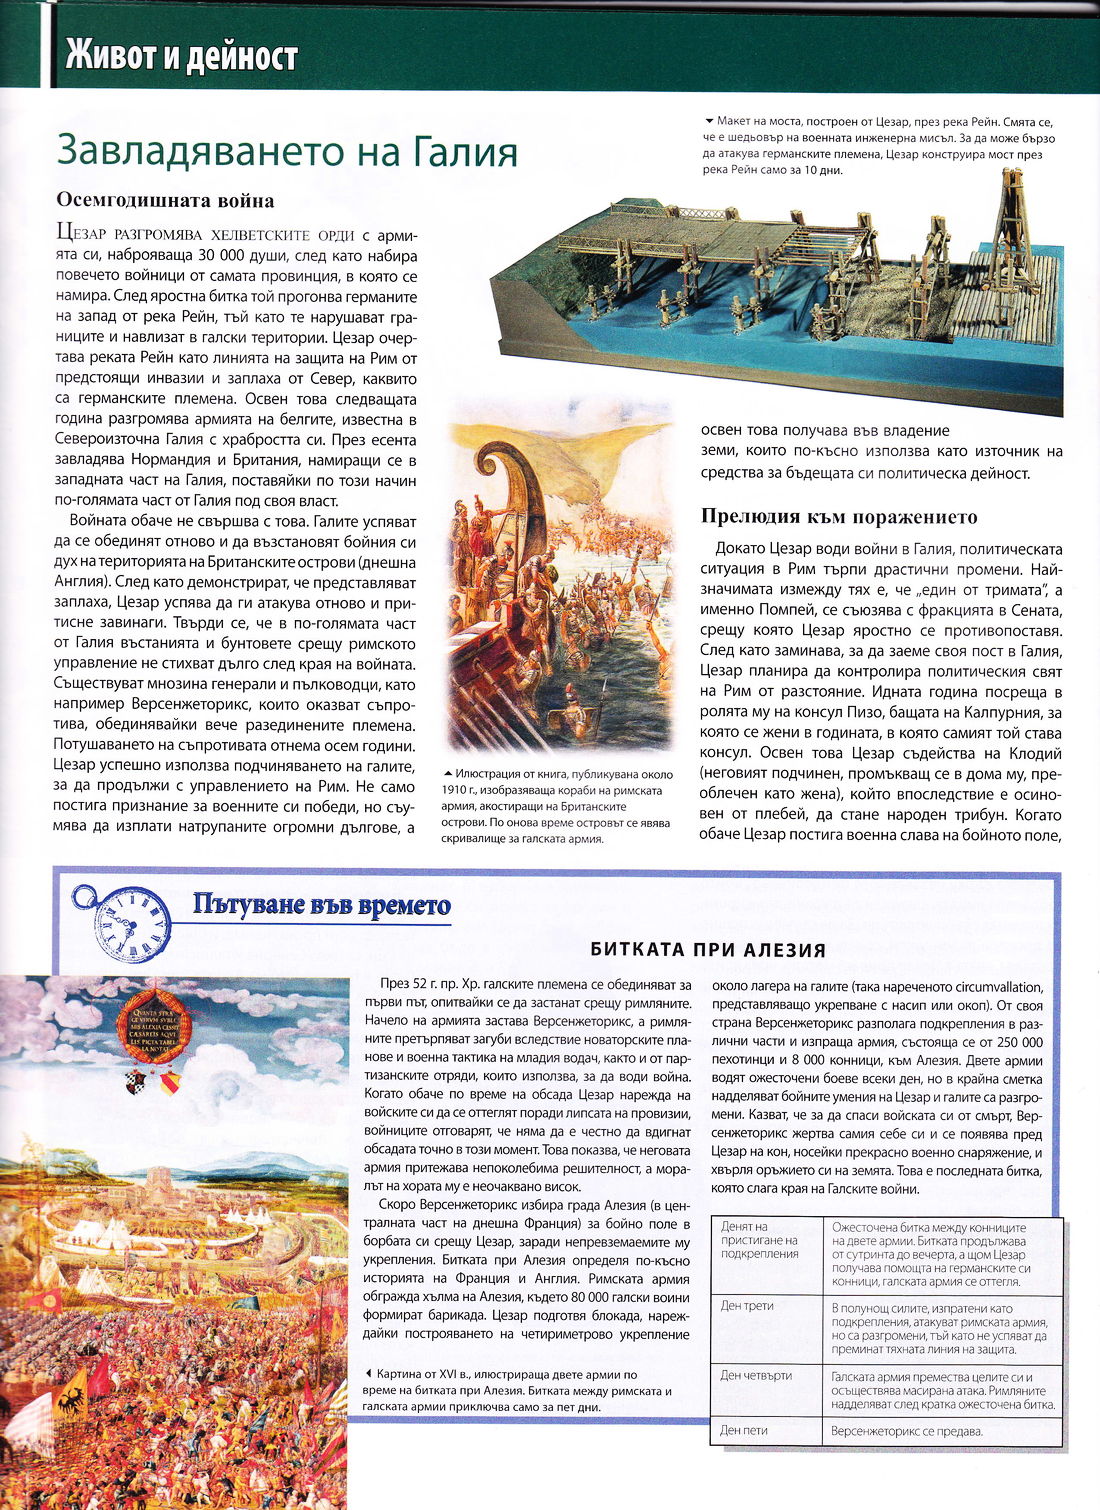 Живот и дейност
Завладяването на Галия
Осемгодишната война
Цезар разгромява хелветските орди с арми-
ята си, наброяваща 30 000 души, след като набира
повечето войници от самата провинция, в която се
намира. След яростна битка той прогонва германите
на запад от река Рейн, тъй като те нарушават гра-
ниците и навлизат в галски територии. Цезар очер-
тава реката Рейн като линията на защита на Рим от
предстоящи инвазии и заплаха от Север, каквито
са германските племена. Освен това следващата
година разгромява армията на белгите, известна в
Североизточна Галия с храбростта си. През есента
завладява Нормандия и Британия, намиращи се в
западната част на Галия, поставяйки по този начин
по-голямата част от Галия под своя власт.
Войната обаче не свършва с това. Галите успяват
да се обединят отново и да възстановят бойния си
дух на територията на Британските острови (днешна
Англия). След като демонстрират, че представляват
заплаха, Цезар успява да ги атакува отново и при-
тисне завинаги. Твърди се, че в по-голямата част
от Галия въстанията и бунтовете срещу римското
управление не стихват дълго след края на войната.
Съществуват мнозина генерали и пълководци, като
например Версенжеторикс, които оказват съпро-
тива, обединявайки вече разединените племена.
Потушаването на съпротивата отнема осем години.
Цезар успешно използва подчиняването на галите,
за да продължи с управлението на Рим. Не само
постига признание за военните си победи, но съу-
мява да изплати натрупаните огромни дългове, а
Макет на моста, построен от Цезар, през река Рейн. Смята се,
че е шедьовър на военната инженерна мисъл. За да може бързо
да атакува германските племена, Цезар конструира мост през
река Рейн само за 10 дни.
Илюстрация от книга, публикувана около
1910 г., изобразяваща кораби на римската
армия, акостиращи на Британските
острови. По онова време островът се явява
скривалище за галската армия.
освен това получава във владение
земи, които по-късно използва като източник на
средства за бъдещата си политическа дейност.
Прелюдия към поражението
Докато Цезар води войни в Галия, политическата
ситуация в Рим търпи драстични промени. Най-
значимата измежду тях е, че „един от тримата“, а
именно Помпей, се съюзява с фракцията в Сената,
срещу която Цезар яростно се противопоставя.
След като заминава, за да заеме своя пост в Галия,
Цезар планира да контролира политическия свят
на Рим от разстояние. Идната година посреща в
ролята му на консул Пизо, бащата на Калпурния, за
която се жени в годината, в която самият той става
консул. Освен това Цезар съдейства на Клодий
(неговият подчинен, промъкващ се в дома му, пре-
облечен като жена), който впоследствие е осино-
вен от плебей, да стане народен трибун. Когато
обаче Цезар постига военна слава на бойното поле,
Пътуване във времето
БИТКАТА ПРИ АЛЕЗИЯ
През 52 г. пр. Хр. галските племена се обединяват за
първи път, опитвайки се да застанат срещу римляните.
Начело на армията застава Версенжеторикс, а римля-
ните претърпяват загуби вследствие новаторските пла-
нове и военна тактика на младия водач, както и от пар-
тизанските отряди, които използва, за да води война.
Когато обаче по време на обсада Цезар нарежда на
войските си да се оттеглят поради липсата на провизии,
войниците отговарят, че няма да е честно да вдигнат
обсадата точно в този момент. Това показва, че неговата
армия притежава непоколебима решителност, а мора-
лът на хората му е неочаквано висок.
Скоро Версенжеторикс избира града Алезия (в цен-
тралната част на днешна Франция) за бойно поле в
борбата си срещу Цезар, заради непревземаемите му
укрепления. Битката при Алезия определя по-късно
историята на Франция и Англия. Римската армия
обгражда хълма на Алезия, където 80 000 галски воини
формират барикада. Цезар подготвя блокада, нареж-
дайки построяването на четириметрово укрепление
около лагера на галите (така нареченото circumvallation,
представляващо укрепване с насип или окоп). От своя
страна Версенжеторикс разполага подкрепления в раз-
лични части и изпраща армия, състояща се от 250 000
пехотинци и 8 000 конници, към Алезия. Двете армии
водят ожесточени боеве всеки ден, но в крайна сметка
надделяват бойните умения на Цезар и галите са разгро-
мени. Казват, че за да спаси войската си от смърт, Вер-
сенжеторикс жертва самия себе си и се появява пред
Цезар на кон, носейки прекрасно военно снаряжение, и
хвърля оръжието си на земята. Това е последната битка,
която слага края на Галските войни.
Картина от XVI в., илюстрираща двете армии по
време на битката при Алезия. Битката между римската и
галската армии приключва само за пет дни.
Денят на
пристигане на
подкрепления
Ожесточена битка между конниците
на двете армии. Битката продължава
от сутринта до вечерта, а щом Цезар
получава помощта на германските си
конници, галската армия се оттегля.
Ден трети
В полунощ силите, изпратени като
подкрепления, атакуват римската армия,
но са разгромени, тъй като не успяват да
преминат тяхната линия на защита.
Ден четвърти
Галската армия премества целите си и
осъществява масирана атака. Римляните
надделяват след кратка ожесточена битка.
Ден пети
Версенжеторикс се предава.